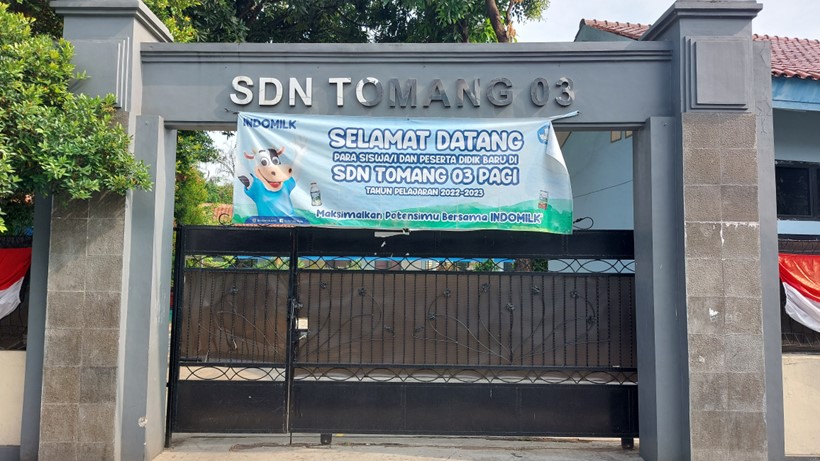 SDN TOMANG 03
INDOMILK
SELAMAT DATANG
PARA SISWA/I DAN PESERTA DIDIK BARU DI
SDN TOMANG 03 PAGI
TAHUN PELAJARAN 2022-2023
Maksimalkan Potensimu Bersama INDOMILK